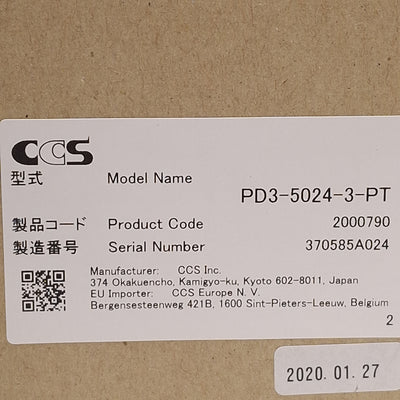 CCS
型式 Model Name
PD3-5024-3-PT
製品コード Product Code 2000790
製造番号 Serial Number 370585A024
Manufacturer: CCS Inc.
374 Okakuencho, Kamigyo-ku, Kyoto 602-8011, Japan
EU Importer: CCS Europe N. V.
Bergensesteenweg 421B, 1600 Sint-Pieters-Leeuw, Belgium
2
2020.01.27